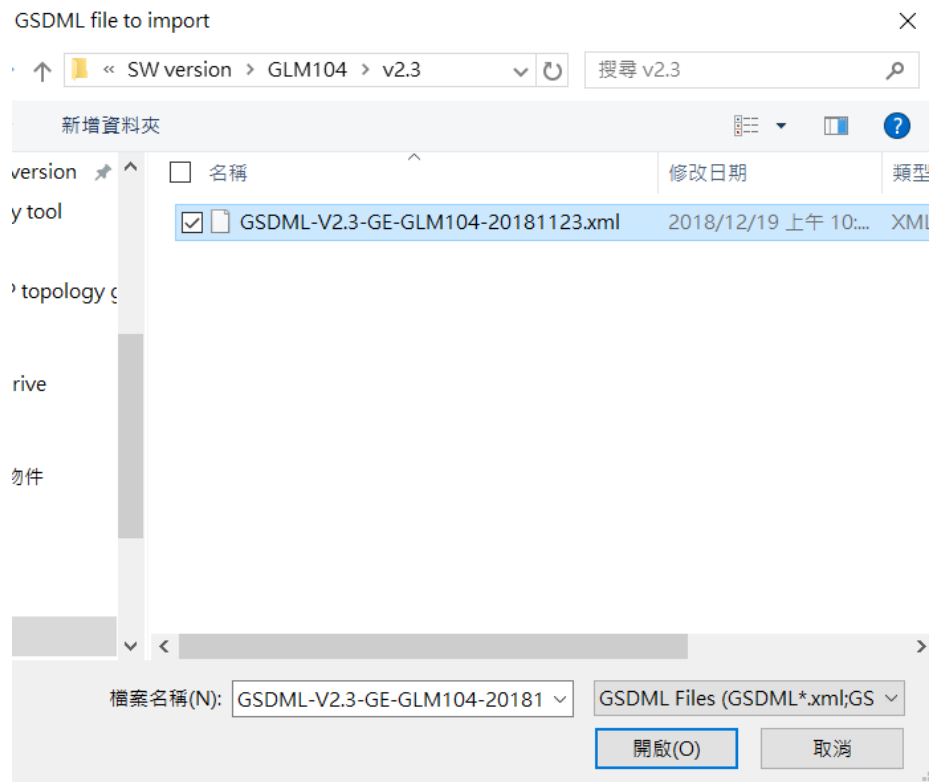 GSDML file to import
« SW version > GLM104 > v2.3
搜尋 v2.3
新增資料夾
version
名稱
修改日期
類型
y tool
GSDML-V2.3-GE-GLM104-20181123.xml
2018/12/19 上午 10:...
XML
topology g
rive
物件
檔案名稱(N):
GSDML-V2.3-GE-GLM104-20181
GSDML Files (GSDML*.xml;GS
開啟(O)
取消